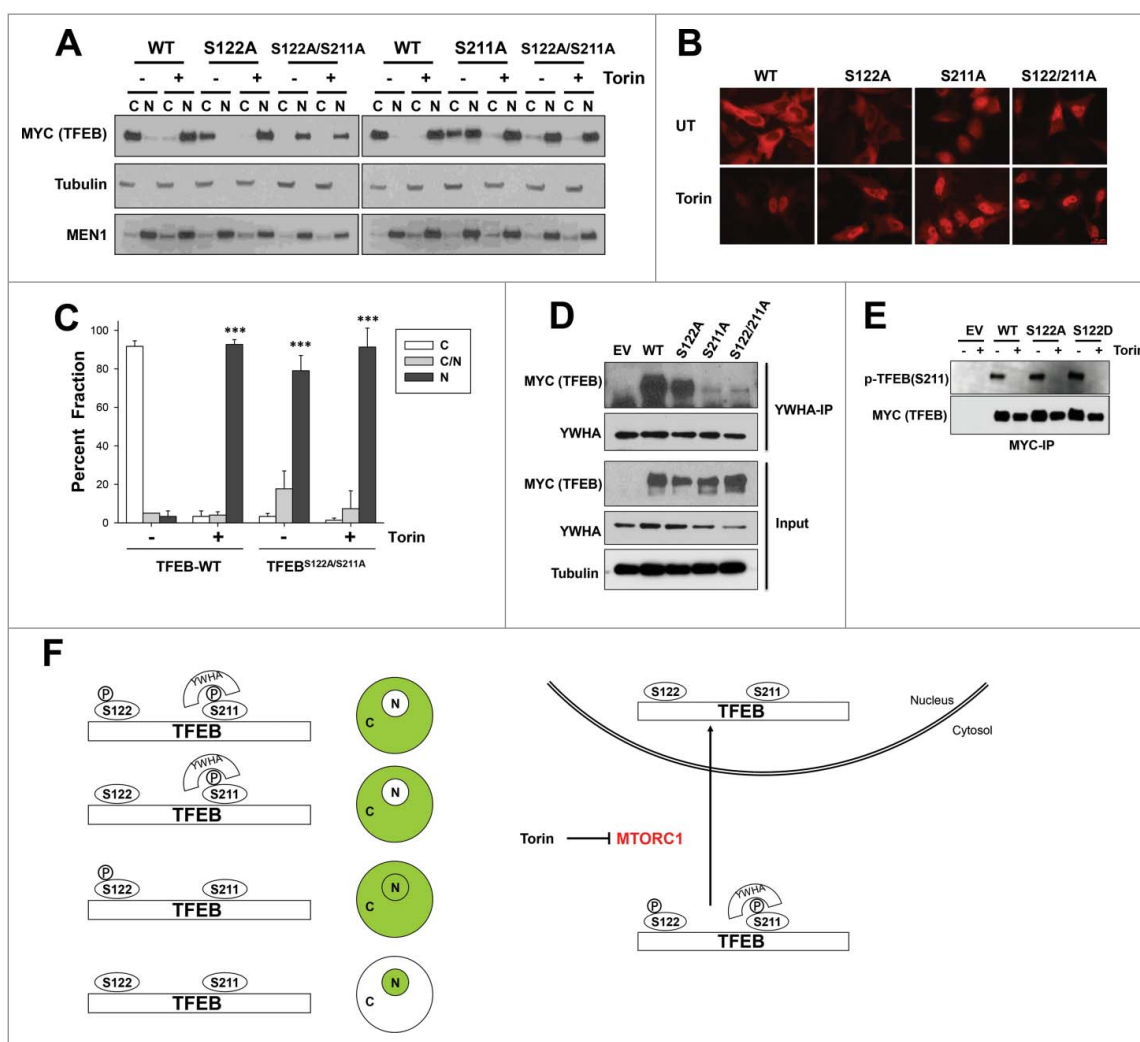 A
WT S122A S122A/S211A WT S211A S122A/S211A
- + - + - + - + - + - + Torin
C N C N C N C N C N C N C N C N C N C N C N C N
MYC (TFEB)
Tubulin
MEN1
B
WT S122A S211A S122/211A
UT
Torin
C
Percent Fraction
100
80
60
40
20
0
*** *** ***
C
C/N
N
- + - + Torin
TFEB-WT TFEBS122A/S211A
D
EV WT S122A S211A S122/211A
MYC (TFEB)
YWHA
YWHA-IP
MYC (TFEB)
YWHA
Tubulin
Input
E
EV WT S122A S122D
- + - + - + - + Torin
p-TFEB(S211)
MYC (TFEB)
MYC-IP
F
P YWHA P
S122 S211
TFEB
C N
YWHA P
S122 S211
TFEB
C N
P
S122 S211
TFEB
C N
S122 S211
TFEB
C N
S122 S211
TFEB
Nucleus
Cytosol
Torin MTORC1
P YWHA P
S122 S211
TFEB